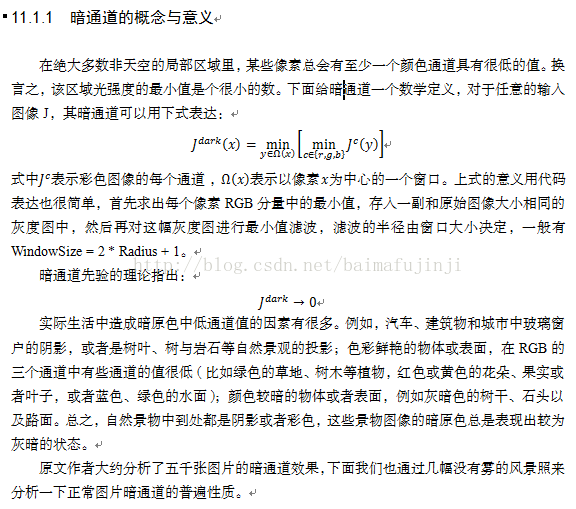 11.1.1 暗通道的概念与意义
在绝大多数非天空的局部区域里，某些像素总会有至少一个颜色通道具有很低的值。换
言之，该区域光强度的最小值是个很小的数。下面给暗通道一个数学定义，对于任意的输入
图像 J，其暗通道可以用下式表达：
J^{dark}(x) = min_{y∈Ω(x)} [ min_{c∈{r,g,b}} J^c(y) ]
式中J^c表示彩色图像的每个通道 ，Ω(x)表示以像素x为中心的一个窗口。上式的意义用代码
表达也很简单，首先求出每个像素 RGB 分量中的最小值，存入一副和原始图像大小相同的
灰度图中，然后再对这幅灰度图进行最小值滤波，滤波的半径由窗口大小决定，一般有
WindowSize = 2 * Radius + 1。
http://blog.csdn.net/baimafujinji
暗通道先验的理论指出：
J^{dark} → 0
实际生活中造成暗原色中低通道值的因素有很多。例如，汽车、建筑物和城市中玻璃窗
户的阴影，或者是树叶、树与岩石等自然景观的投影；色彩鲜艳的物体或表面，在 RGB 的
三个通道中有些通道的值很低（比如绿色的草地、树木等植物，红色或黄色的花朵、果实或
者叶子，或者蓝色、绿色的水面）；颜色较暗的物体或者表面，例如灰暗色的树干、石头以
及路面。总之，自然景物中到处都是阴影或者彩色，这些景物图像的暗原色总是表现出较为
灰暗的状态。
原文作者大约分析了五千张图片的暗通道效果，下面我们也通过几幅没有雾的风景照来
分析一下正常图片暗通道的普遍性质。